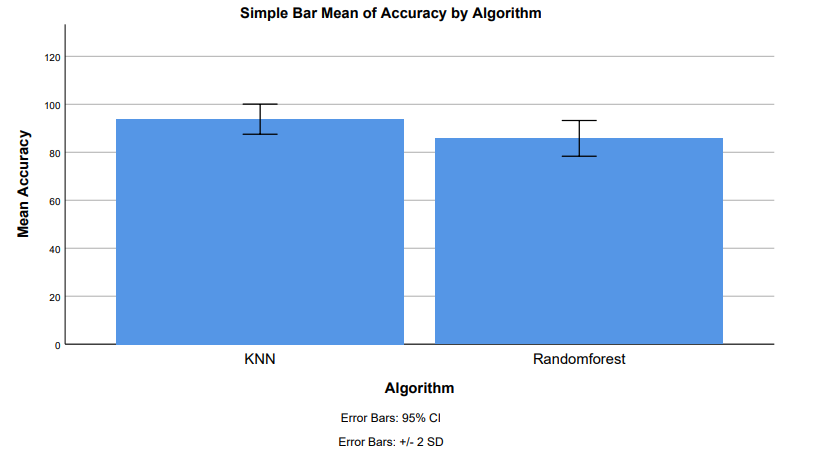 Simple Bar Mean of Accuracy by Algorithm
Mean Accuracy
120
100
80
60
40
20
0
KNN Randomforest
Algorithm
Error Bars: 95% CI
Error Bars: +/- 2 SD